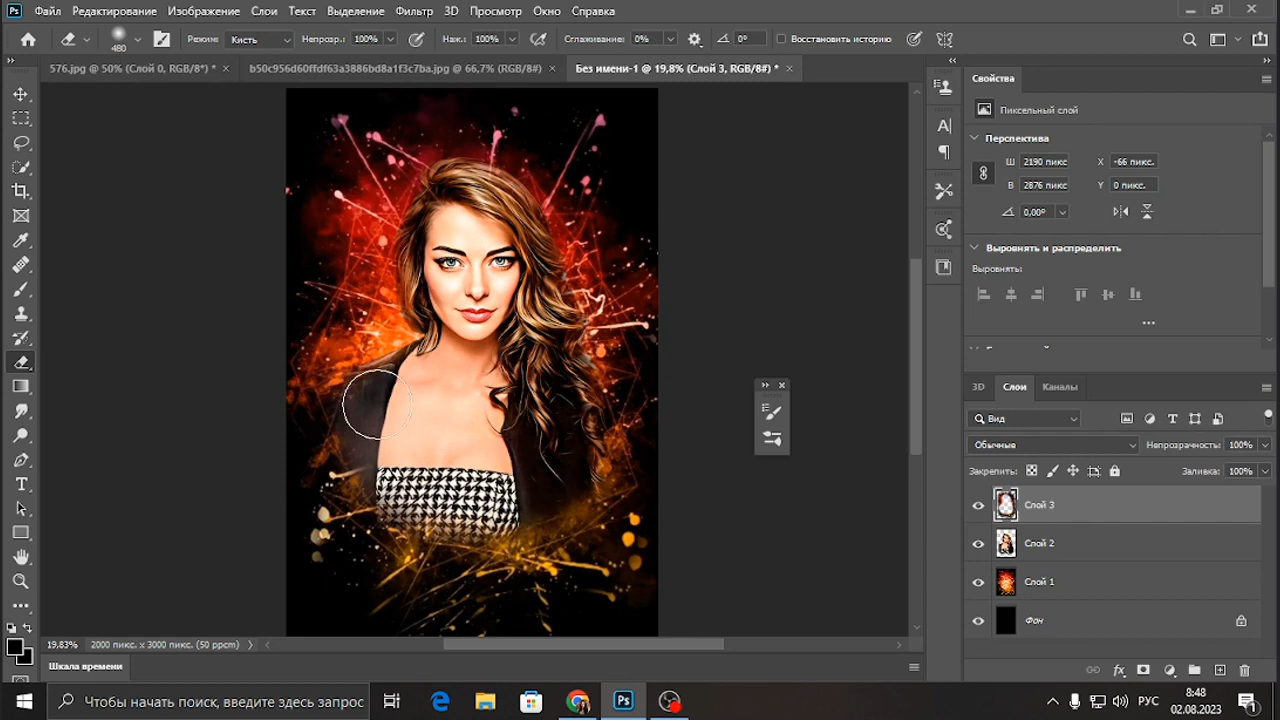 Ps Файл Редактирование Изображение Слои Текст Выделение Фильтр 3D Просмотр Окно Справка
480 Режим: Кисть Непрозр.: 100% Наж.: 100% Сглаживание: 0% 0° Восстановить историю
576.jpg @ 50% (Слой 0, RGB/8*) * × b50c956d60ffdf63a3886bd8a1f3c7ba.jpg @ 66,7% (RGB/8#) × Без имени-1 @ 19,8% (Слой 3, RGB/8#) * ×
Свойства
Пиксельный слой
Перспектива
Ш 2190 пикс X -66 пикс.
В 2876 пикс Y 0 пикс.
0,00°
Выровнять и распределить
Выровнять:
3D Слои Каналы
Вид
Обычные Непрозрачность: 100%
Закрепить: Заливка: 100%
Слой 3
Слой 2
Слой 1
Фон
19,83% 2000 пикс. x 3000 пикс. (50 ppcm)
Шкала времени
Чтобы начать поиск, введите здесь запрос
Ps
РУС
8:48
02.08.2023
1